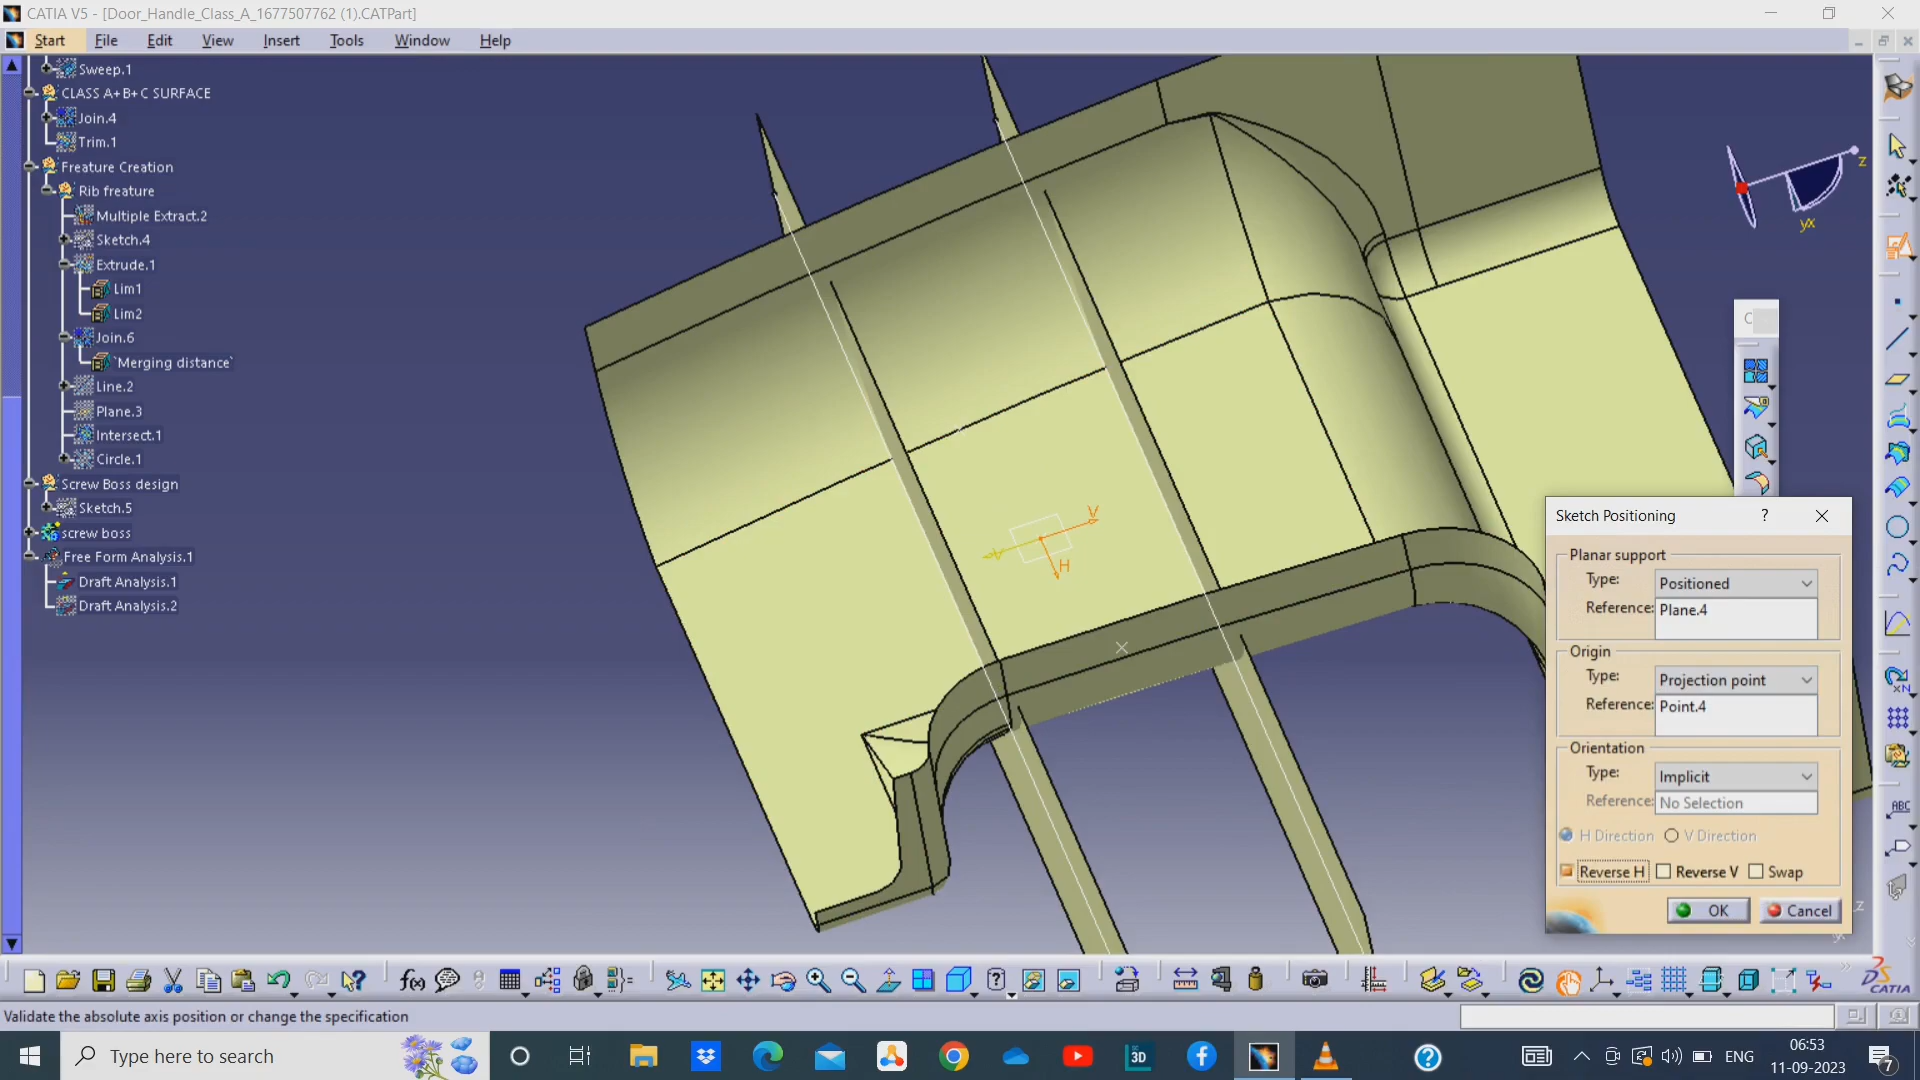 CATIA V5 - [Door_Handle_Class_A_1677507762 (1).CATPart]
Start File Edit View Insert Tools Window Help
Sweep.1
CLASS A+B+C SURFACE
Join.4
Trim.1
Freature Creation
Rib freature
Multiple Extract.2
Sketch.4
Extrude.1
Lim1
Lim2
Join.6
`Merging distance`
Line.2
Plane.3
Intersect.1
Circle.1
Screw Boss design
Sketch.5
screw boss
Free Form Analysis.1
Draft Analysis.1
Draft Analysis.2
z
yx
V
H
C
Sketch Positioning ?
Planar support
Type: Positioned
Reference: Plane.4
Origin
Type: Projection point
Reference: Point.4
Orientation
Type: Implicit
Reference: No Selection
H Direction V Direction
Reverse H Reverse V Swap
OK Cancel
z
ABC
f(x)
CATIA
Validate the absolute axis position or change the specification
Type here to search
3D
ENG
06:53
11-09-2023
7